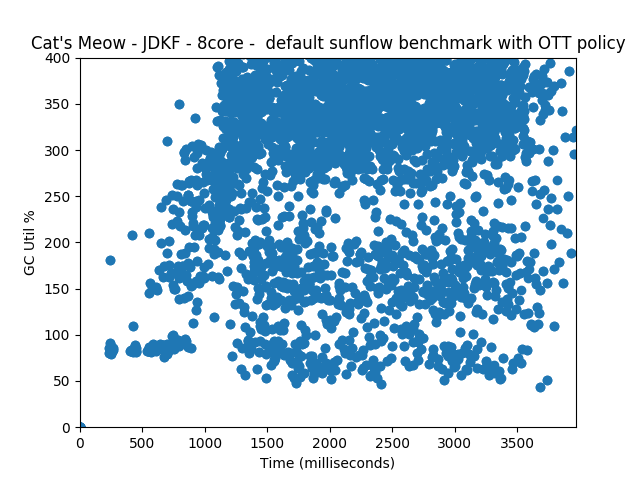 Cat's Meow - JDKF - 8core -  default sunflow benchmark with OTT policy
400
350
300
250
200
150
100
50
0
GC Util %
0 500 1000 1500 2000 2500 3000 3500
Time (milliseconds)